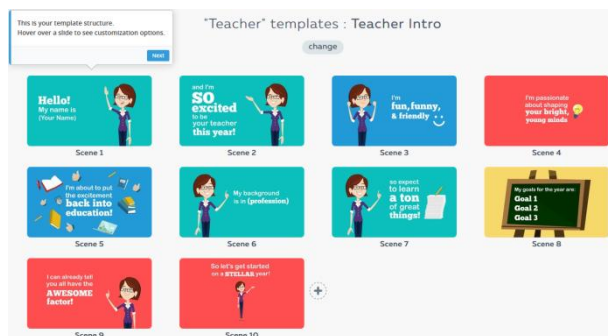 This is your template structure.
Hover over a slide to see customization options.
Next
"Teacher" templates : Teacher Intro
change
Hello!
My name is
(Your Name)
Scene 1
and I'm
SO
excited
to be
your teacher
this year!
Scene 2
I'm
fun, funny,
& friendly
Scene 3
I'm passionate
about shaping
your bright,
young minds
Scene 4
I'm about to put
the excitement
back into
education!
Scene 5
My background
is in (profession)
Scene 6
so expect
to learn
a ton
of great
things!
Scene 7
My goals for the year are:
Goal 1
Goal 2
Goal 3
Scene 8
I can already tell
you all have the
AWESOME
factor!
Scene 9
So let's get started
on a STELLAR year!
Scene 10